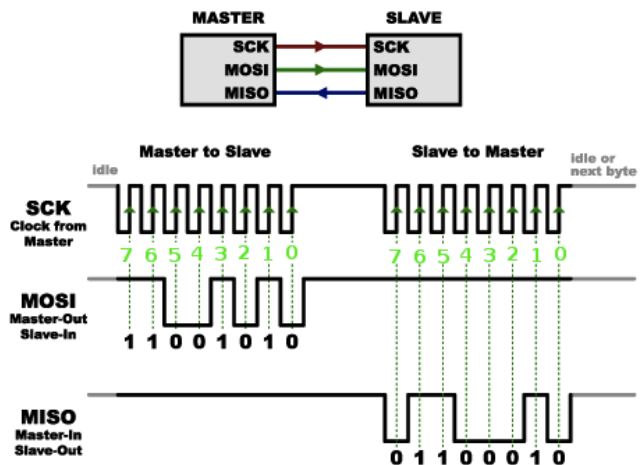 MASTER SLAVE
SCK SCK
MOSI MOSI
MISO MISO
Master to Slave Slave to Master
idle idle or
next byte
SCK
Clock from
Master
7 6 5 4 3 2 1 0 7 6 5 4 3 2 1 0
MOSI
Master-Out
Slave-In
1 1 0 0 1 0 1 0
MISO
Master-In
Slave-Out
0 1 1 0 0 0 1 0